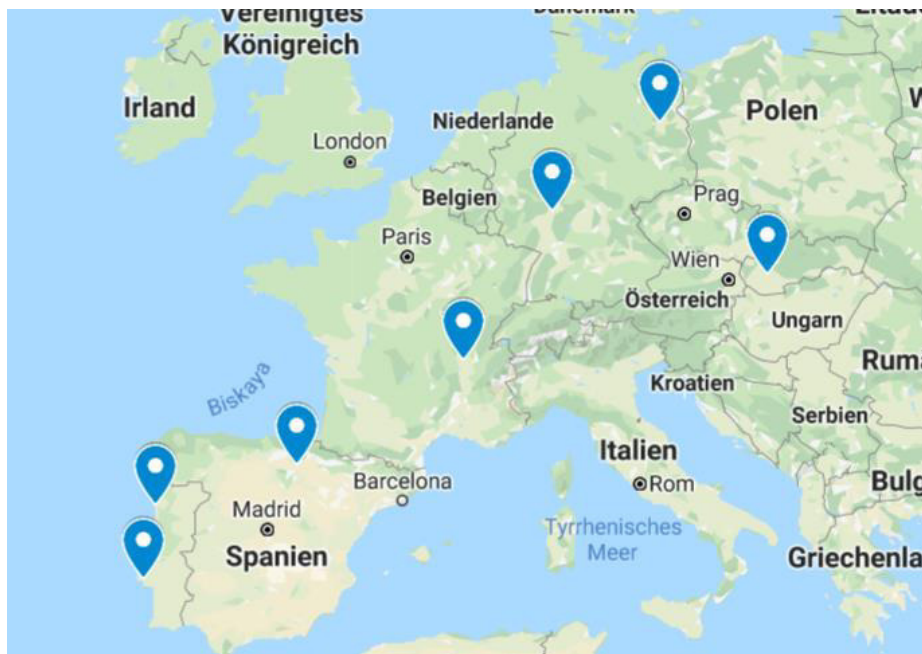 Vereinigtes
Königreich
Irland
London
Niederlande
Belgien
Paris
Polen
Prag
Wien
Österreich
Ungarn
Kroatien
Serbien
Biskaya
Italien
Rom
Barcelona
Madrid
Spanien
Tyrrhenisches
Meer